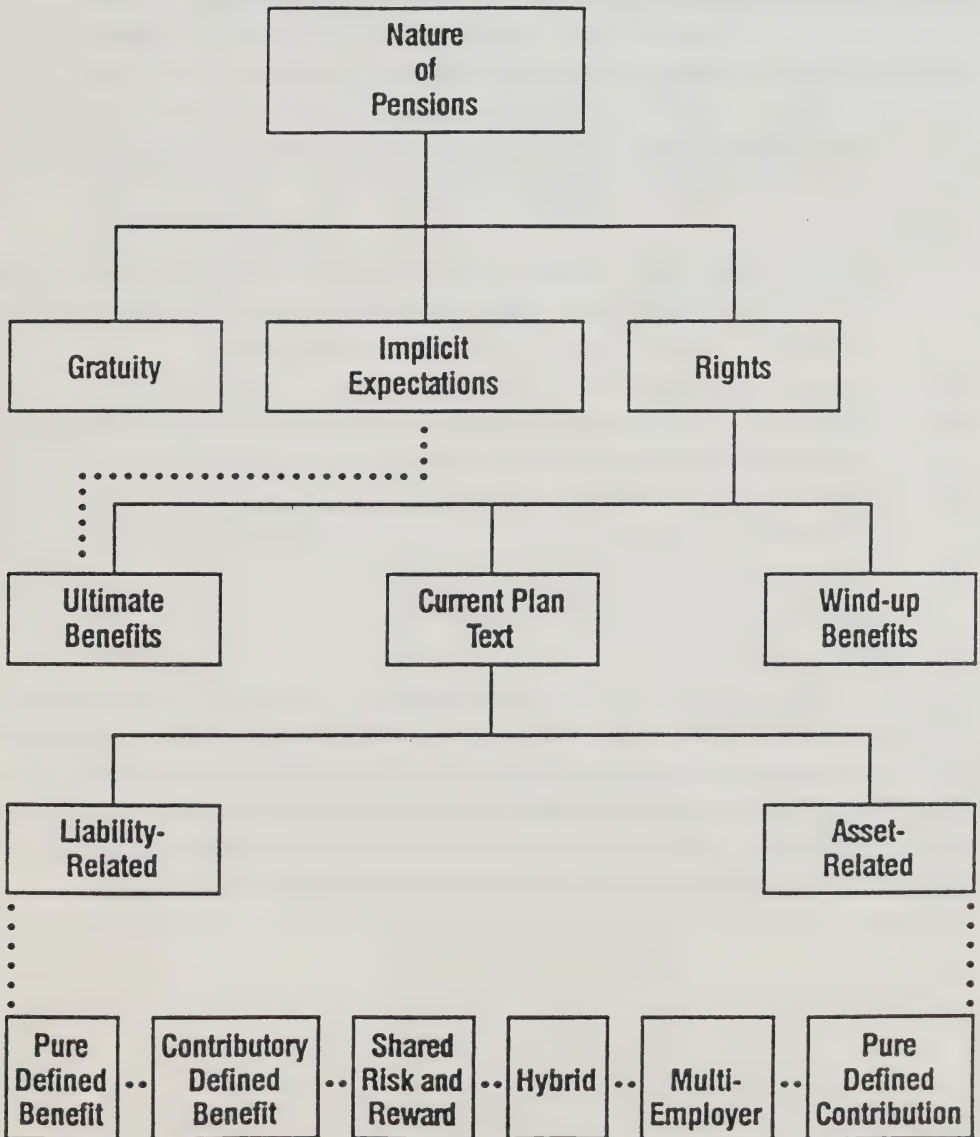 Nature
of
Pensions
Gratuity
Implicit
Expectations
Rights
Ultimate
Benefits
Current Plan
Text
Wind-up
Benefits
Liability-
Related
Asset-
Related
Pure
Defined
Benefit
Contributory
Defined
Benefit
Shared
Risk and
Reward
Hybrid
Multi-
Employer
Pure
Defined
Contribution